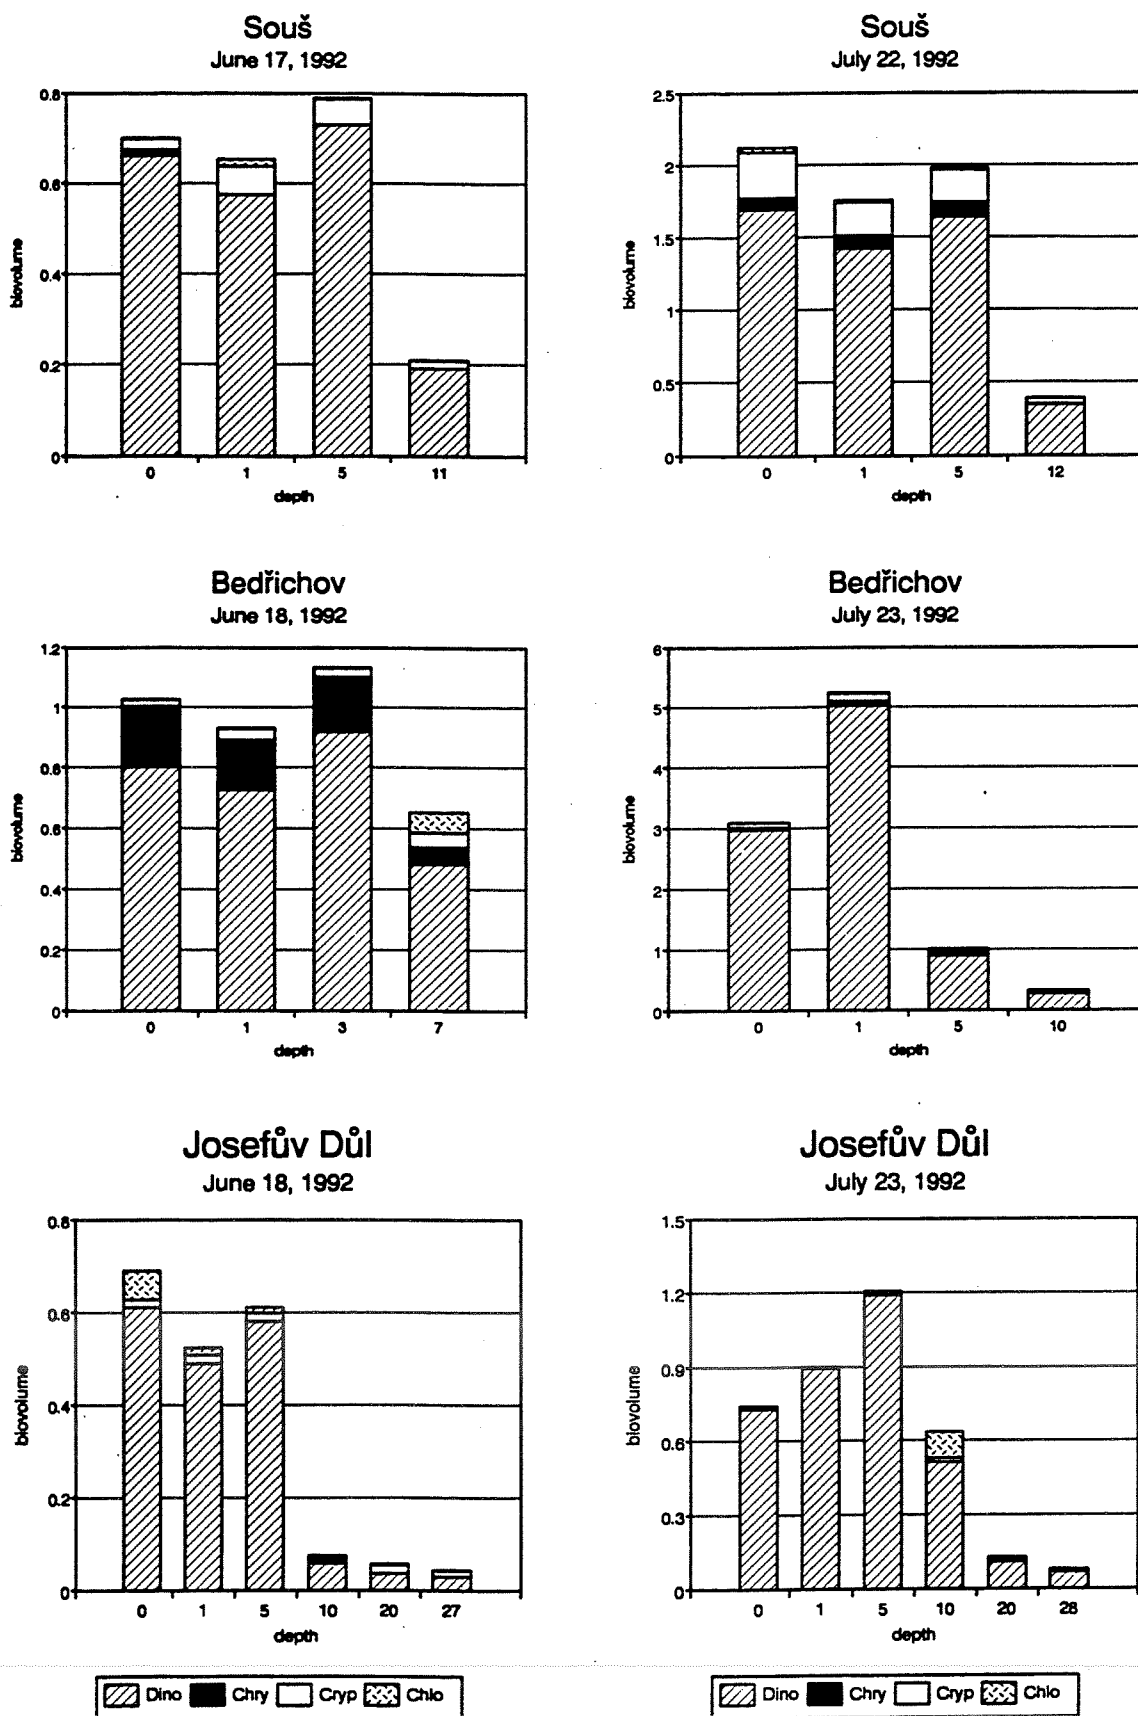 Souš
June 17, 1992
0.8
0.6
0.4
0.2
0
biovolume
0 1 5 11
depth
Souš
July 22, 1992
2.5
2
1.5
1
0.5
0
biovolume
0 1 5 12
depth
Bedřichov
June 18, 1992
1.2
1
0.8
0.6
0.4
0.2
0
biovolume
0 1 3 7
depth
Bedřichov
July 23, 1992
6
5
4
3
2
1
0
biovolume
0 1 5 10
depth
Josefův Důl
June 18, 1992
0.8
0.6
0.4
0.2
0
biovolume
0 1 5 10 20 27
depth
Josefův Důl
July 23, 1992
1.5
1.2
0.9
0.6
0.3
0
biovolume
0 1 5 10 20 28
depth
Dino Chry Cryp Chlo
Dino Chry Cryp Chlo